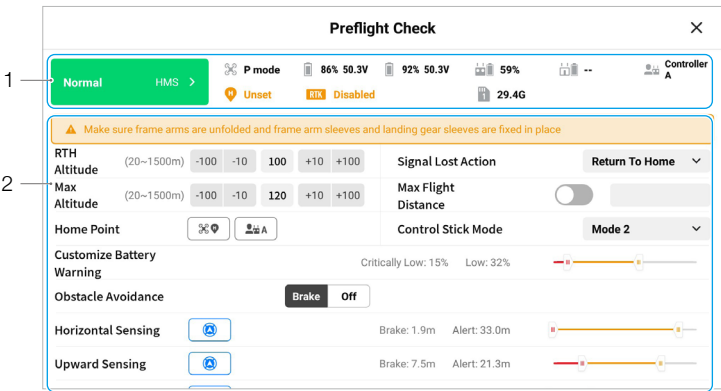 Preflight Check
1
Normal HMS
P mode 86% 50.3V 92% 50.3V 59% -- Controller A
H Unset RTK Disabled 1 29.4G
2
Make sure frame arms are unfolded and frame arm sleeves and landing gear sleeves are fixed in place
RTH Altitude (20~1500m) -100 -10 100 +10 +100 Signal Lost Action Return To Home
Max Altitude (20~1500m) -100 -10 120 +10 +100 Max Flight Distance
Home Point A Control Stick Mode Mode 2
Customize Battery Warning Critically Low: 15% Low: 32%
Obstacle Avoidance Brake Off
Horizontal Sensing Brake: 1.9m Alert: 33.0m
Upward Sensing Brake: 7.5m Alert: 21.3m